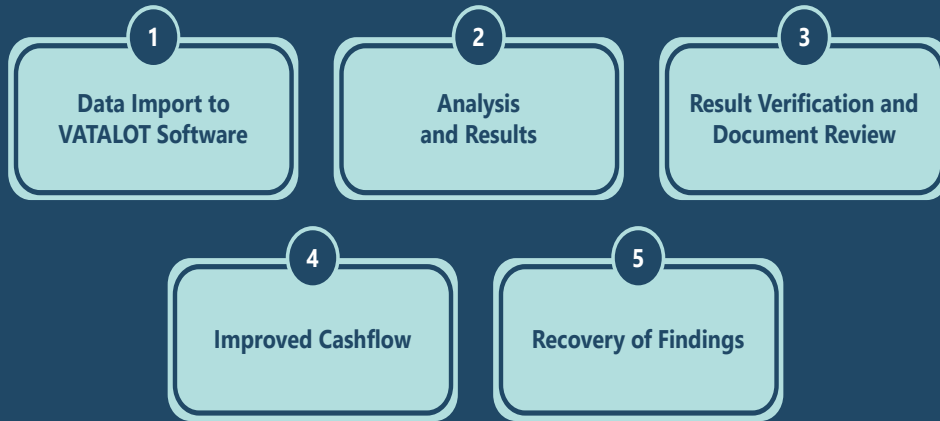 1
Data Import to
VATALOT Software
2
Analysis
and Results
3
Result Verification and
Document Review
4
Improved Cashflow
5
Recovery of Findings